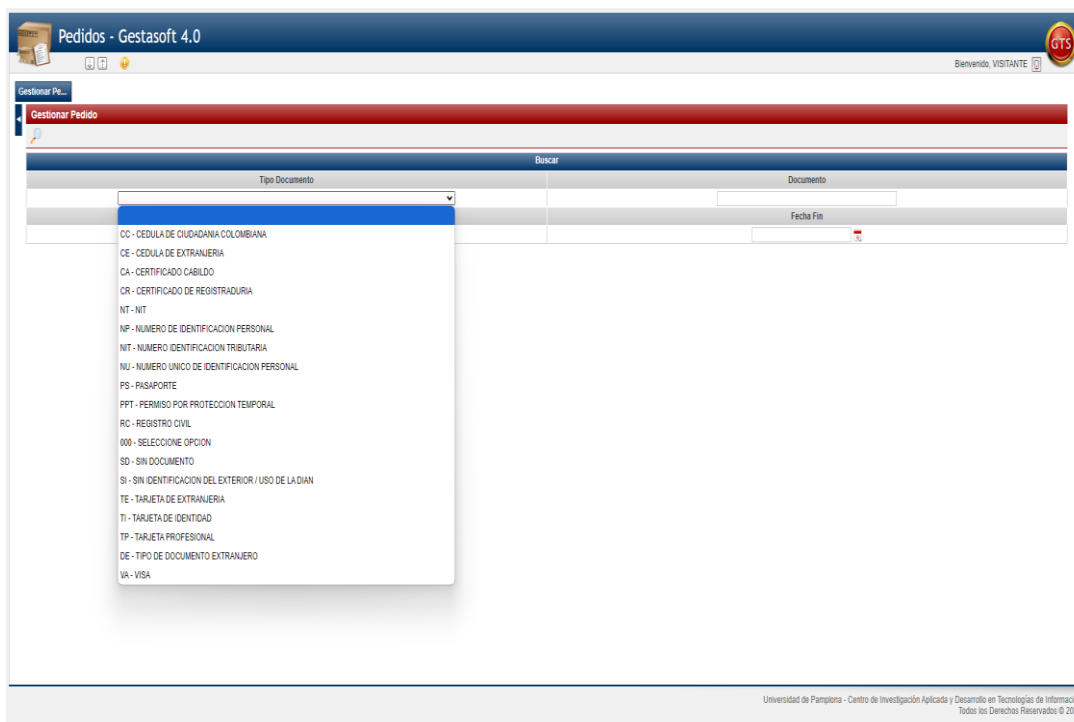 Pedidos - Gestasoft 4.0
GTS
Bienvenido, VISITANTE
Gestionar Pe...
Gestionar Pedido
Buscar
Tipo Documento
Documento
Fecha Fin
CC - CEDULA DE CIUDADANIA COLOMBIANA
CE - CEDULA DE EXTRANJERIA
CA - CERTIFICADO CABILDO
CR - CERTIFICADO DE REGISTRADURIA
NT - NIT
NP - NUMERO DE IDENTIFICACION PERSONAL
NIT - NUMERO IDENTIFICACION TRIBUTARIA
NU - NUMERO UNICO DE IDENTIFICACION PERSONAL
PS - PASAPORTE
PPT - PERMISO POR PROTECCION TEMPORAL
RC - REGISTRO CIVIL
000 - SELECCIONE OPCION
SD - SIN DOCUMENTO
SI - SIN IDENTIFICACION DEL EXTERIOR / USO DE LA DIAN
TE - TARJETA DE EXTRANJERIA
TI - TARJETA DE IDENTIDAD
TP - TARJETA PROFESIONAL
DE - TIPO DE DOCUMENTO EXTRANJERO
VA - VISA
Universidad de Pamplona - Centro de Investigación Aplicada y Desarrollo en Tecnologías de Informaci
Todos los Derechos Reservados © 20